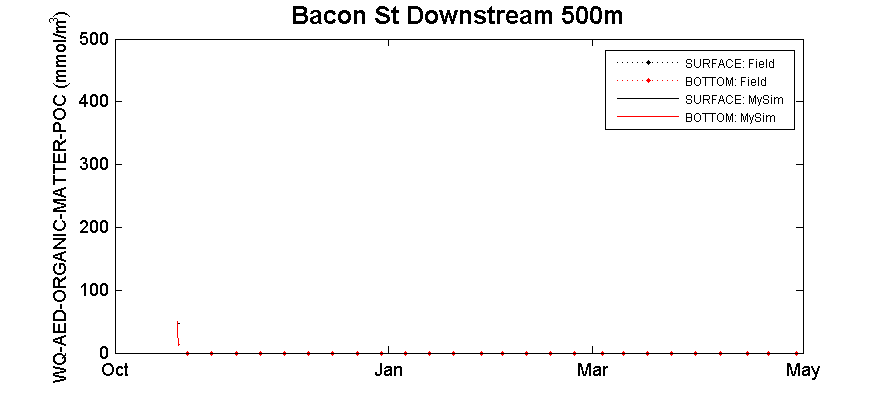 Bacon St Downstream 500m
WQ-AED-ORGANIC-MATTER-POC (mmol/m³)
500
400
300
200
100
0
SURFACE: Field
BOTTOM: Field
SURFACE: MySim
BOTTOM: MySim
Oct
Jan
Mar
May